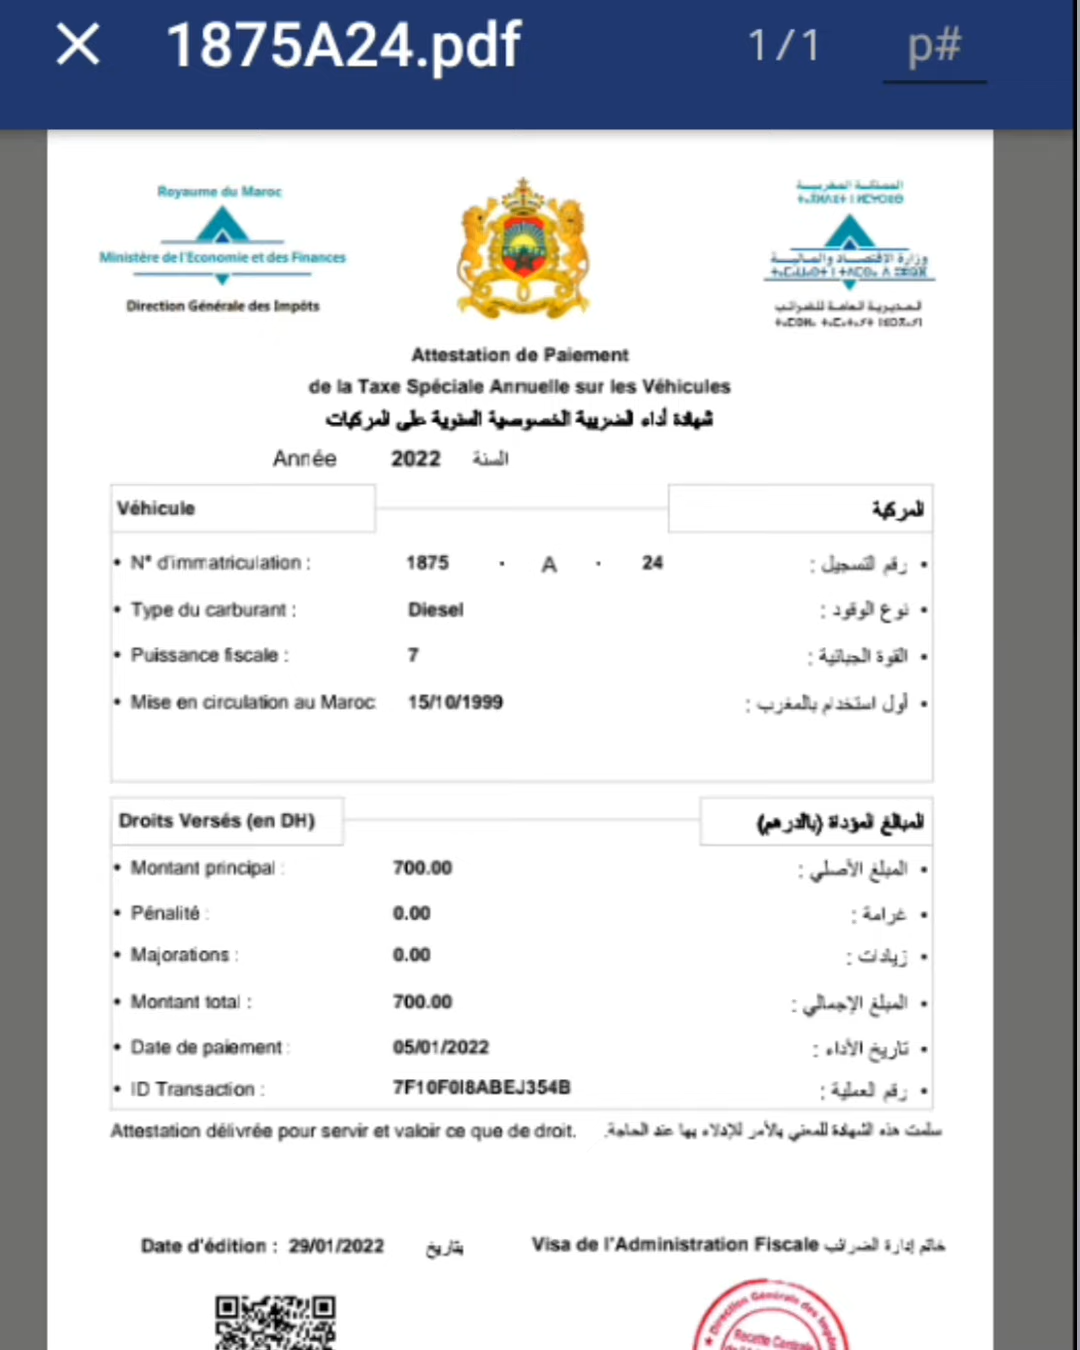 1875A24.pdf 1/1 p#
Royaume du Maroc
Ministère de l'Economie et des Finances
Direction Générale des Impôts
المملكة المغربية
وزارة الاقتصاد والمالية
المديرية العامة للضرائب
Attestation de Paiement
de la Taxe Spéciale Annuelle sur les Véhicules
شهادة أداء الضريبة الخصوصية السنوية على المركبات
Année 2022 السنة
Véhicule المركبة
• N° d'immatriculation : 1875 · A · 24 رقم التسجيل : •
• Type du carburant : Diesel نوع الوقود : •
• Puissance fiscale : 7 القوة الجبائية : •
• Mise en circulation au Maroc 15/10/1999 أول استخدام بالمغرب : •
Droits Versés (en DH) المبالغ المؤداة (بالدرهم)
• Montant principal : 700.00 المبلغ الأصلي : •
• Pénalité : 0.00 غرامة : •
• Majorations : 0.00 زيادات : •
• Montant total : 700.00 المبلغ الإجمالي : •
• Date de paiement : 05/01/2022 تاريخ الأداء : •
• ID Transaction : 7F10F0I8ABEJ354B رقم العملية : •
Attestation délivrée pour servir et valoir ce que de droit. سلمت هذه الشهادة للمعني بالأمر للإدلاء بها عند الحاجة.
Date d'édition : 29/01/2022 بتاريخ Visa de l'Administration Fiscale خاتم إدارة الضرائب
★ Direction Générale des Impôts
Recette Centrale